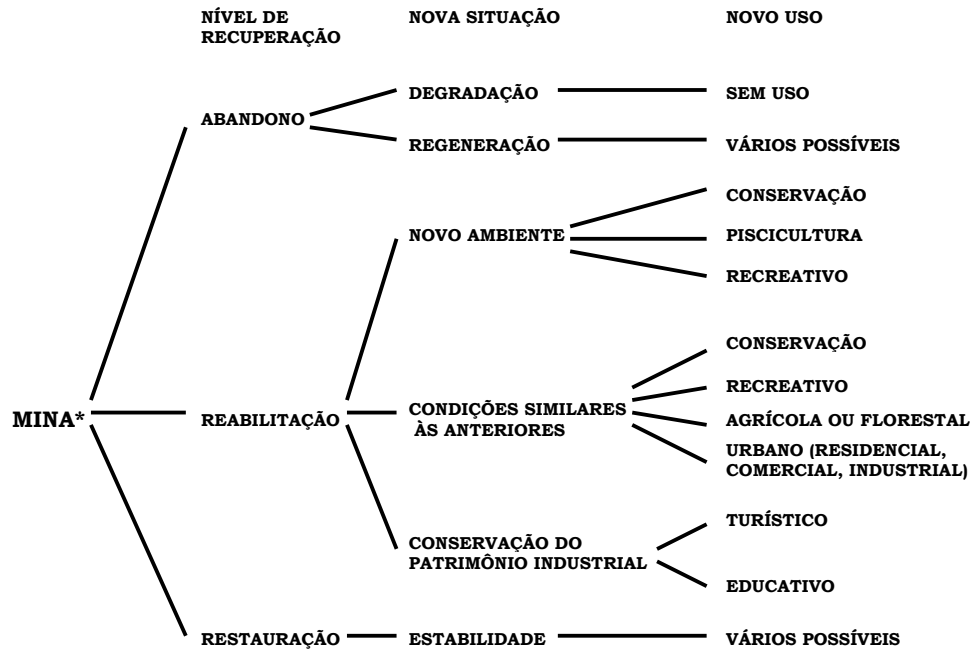 NÍVEL DE
RECUPERAÇÃO
NOVA SITUAÇÃO
NOVO USO
ABANDONO
DEGRADAÇÃO
SEM USO
REGENERAÇÃO
VÁRIOS POSSÍVEIS
NOVO AMBIENTE
CONSERVAÇÃO
PISCICULTURA
RECREATIVO
MINA*
REABILITAÇÃO
CONDIÇÕES SIMILARES
ÀS ANTERIORES
CONSERVAÇÃO
RECREATIVO
AGRÍCOLA OU FLORESTAL
URBANO (RESIDENCIAL,
COMERCIAL, INDUSTRIAL)
CONSERVAÇÃO DO
PATRIMÔNIO INDUSTRIAL
TURÍSTICO
EDUCATIVO
RESTAURAÇÃO
ESTABILIDADE
VÁRIOS POSSÍVEIS